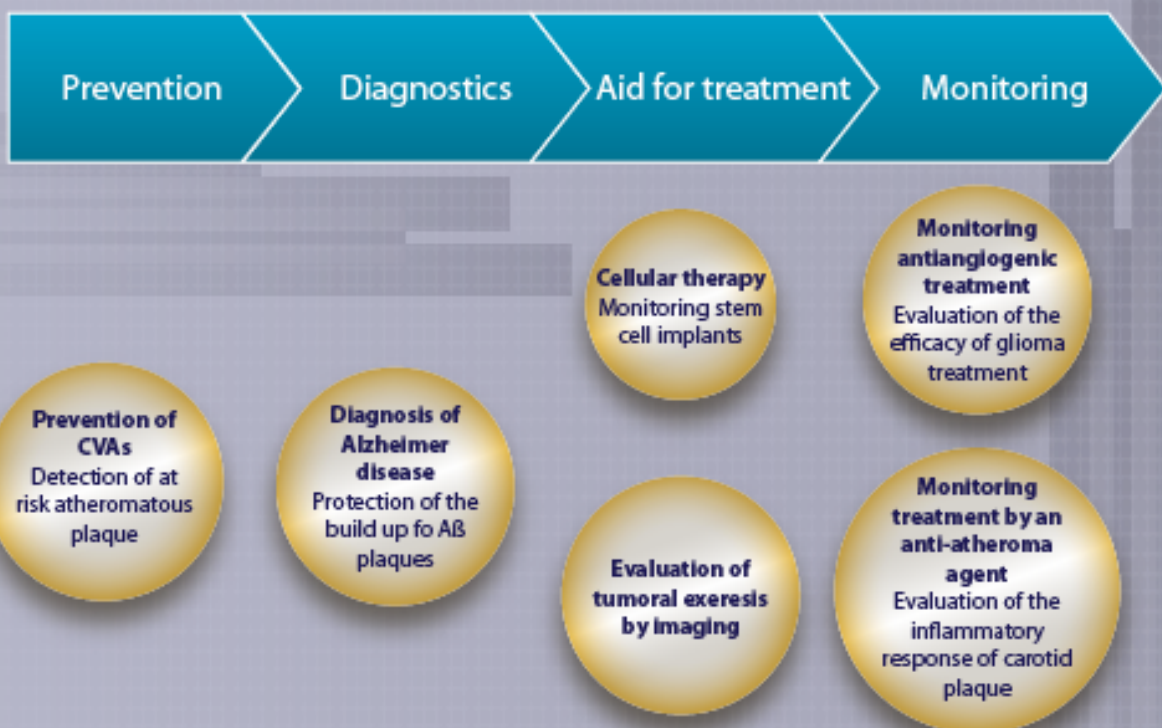 Prevention
Diagnostics
Aid for treatment
Monitoring
Prevention of
CVAs
Detection of at
risk atheromatous
plaque
Diagnosis of
Alzheimer
disease
Protection of the
build up fo Aß
plaques
Cellular therapy
Monitoring stem
cell implants
Evaluation of
tumoral exeresis
by imaging
Monitoring
antiangiogenic
treatment
Evaluation of the
efficacy of glioma
treatment
Monitoring
treatment by an
anti-atheroma
agent
Evaluation of the
inflammatory
response of carotid
plaque